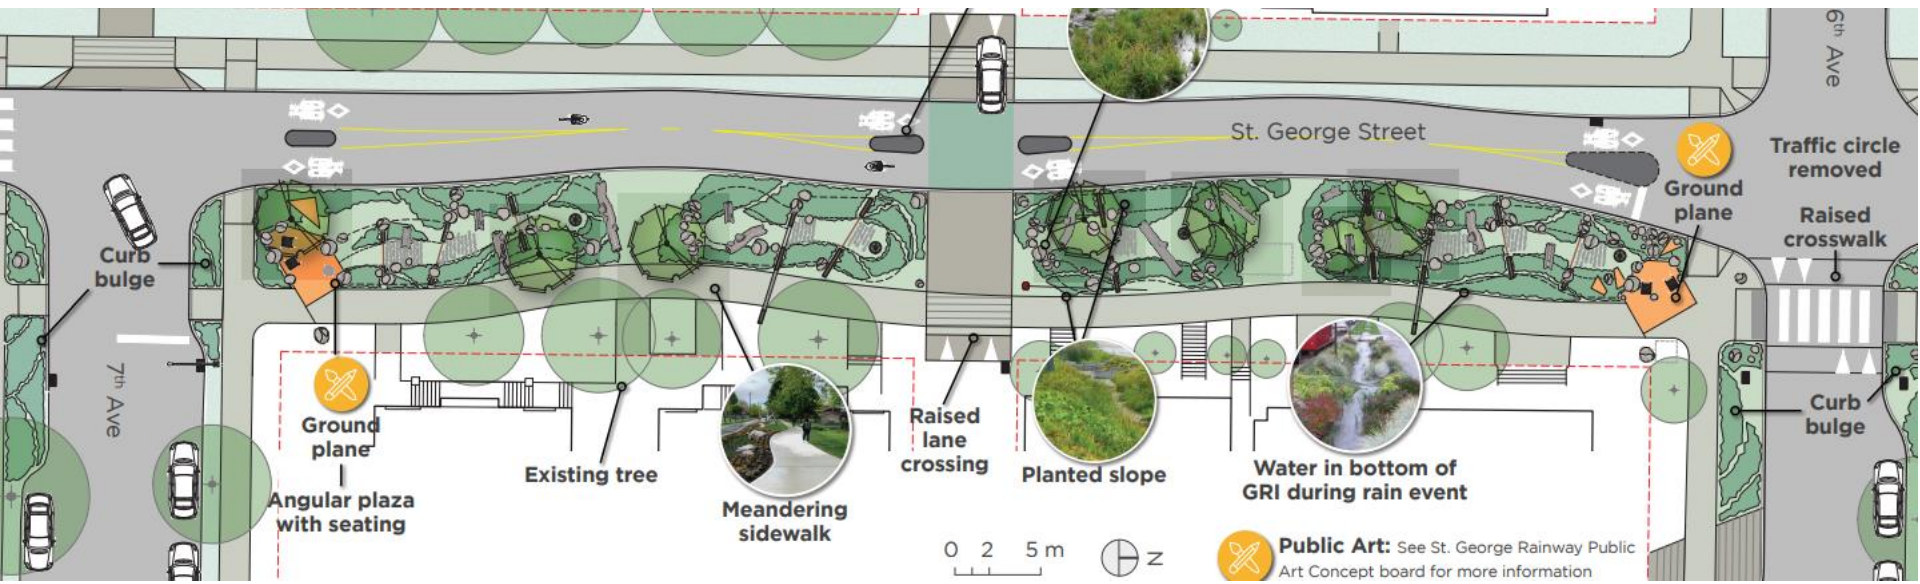 6th Ave
St. George Street
Traffic circle
removed
Ground
plane
Raised
crosswalk
Curb
bulge
7th Ave
Ground
plane
Angular plaza
with seating
Existing tree
Meandering
sidewalk
Raised
lane
crossing
Planted slope
Water in bottom of
GRI during rain event
Curb
bulge
0 2 5 m
N
Public Art: See St. George Rainway Public
Art Concept board for more information